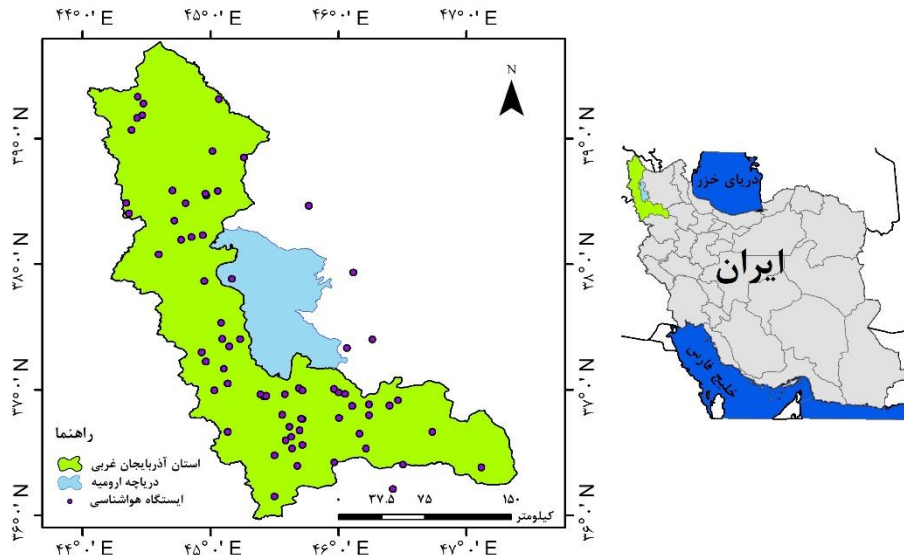 ۴۴°۰' E ۴۵°۰' E ۴۶°۰' E ۴۷°۰' E
N
۳۹°۰' N ۳۹°۰' N
۳۸°۰' N ۳۸°۰' N
۳۷°۰' N ۳۷°۰' N
۳۶°۰' N ۳۶°۰' N
راهنما
استان آذربایجان غربی
دریاچه ارومیه
ایستگاه هواشناسی
۰ ۳۷.۵ ۷۵ ۱۵۰
کیلومتر
۴۴°۰' E ۴۵°۰' E ۴۶°۰' E ۴۷°۰' E
دریای خزر
ایران
خلیج فارس